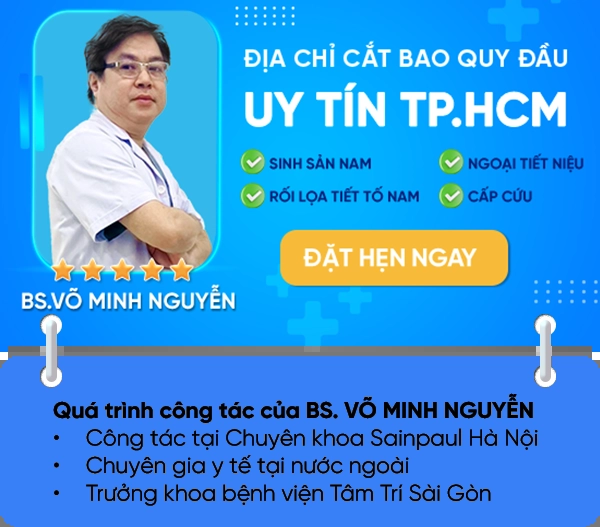 ĐỊA CHỈ CẮT BAO QUY ĐẦU
UY TÍN TP.HCM
SINH SẢN NAM
NGOẠI TIẾT NIỆU
RỐI LOẠ TIẾT TỐ NAM
CẤP CỨU
ĐẶT HẸN NGAY
BS.VÕ MINH NGUYỄN
Quá trình công tác của BS. VÕ MINH NGUYỄN
• Công tác tại Chuyên khoa Sainpaul Hà Nội
• Chuyên gia y tế tại nước ngoài
• Trưởng khoa bệnh viện Tâm Trí Sài Gòn